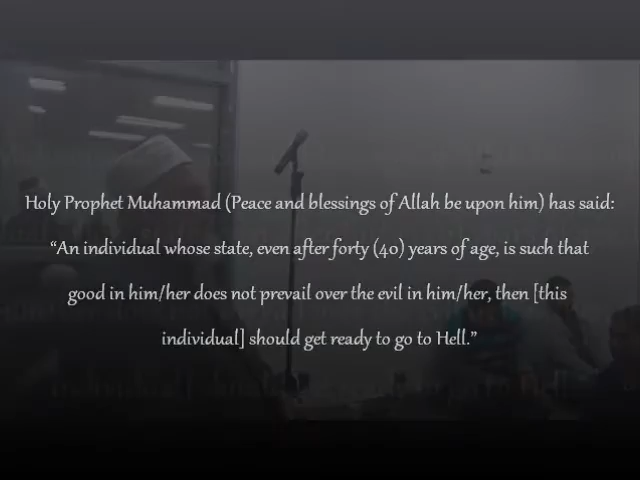 Holy Prophet Muhammad (Peace and blessings of Allah be upon him) has said:
“An individual whose state, even after forty (40) years of age, is such that
good in him/her does not prevail over the evil in him/her, then [this
individual] should get ready to go to Hell.”